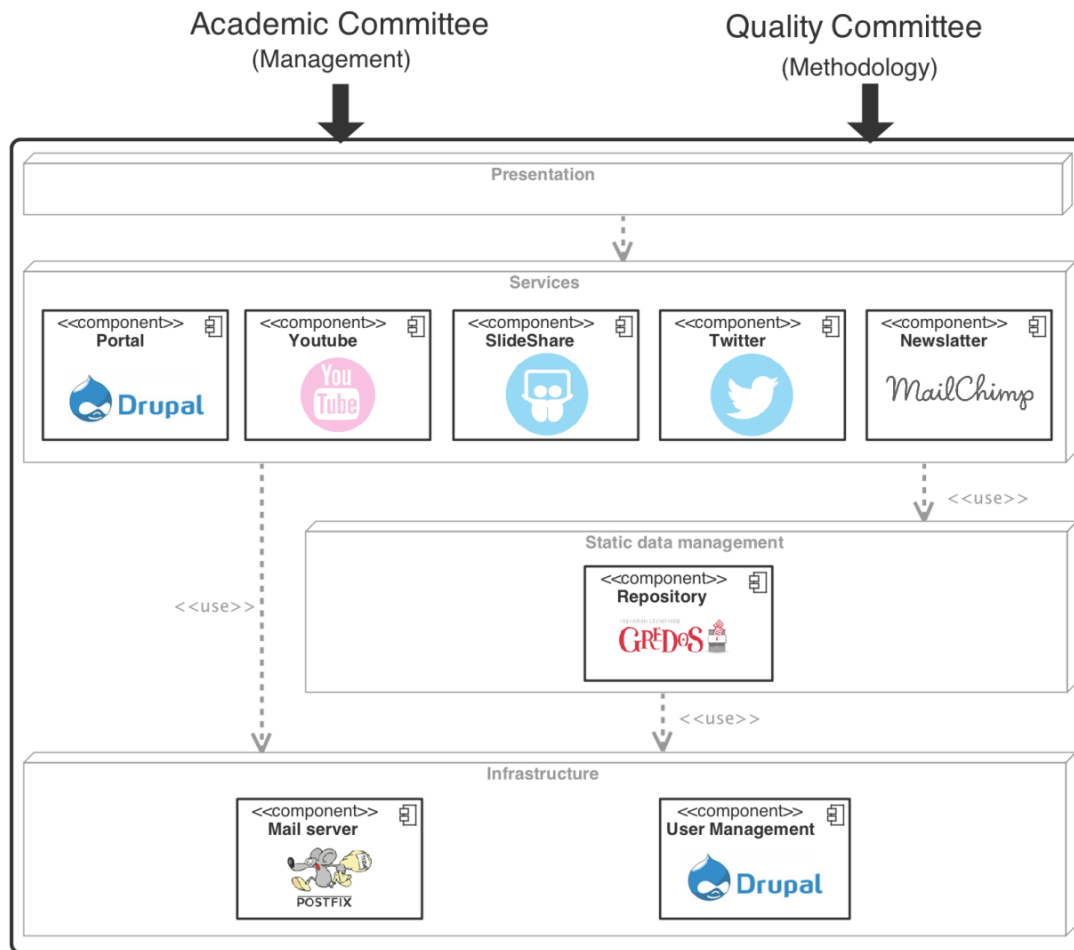 Academic Committee
(Management)
Quality Committee
(Methodology)
Presentation
Services
<<component>>
Portal
Drupal
<<component>>
Youtube
You
Tube
<<component>>
SlideShare
<<component>>
Twitter
<<component>>
Newslatter
MailChimp
<<use>>
Static data management
<<component>>
Repository
GREDOS
<<use>>
<<use>>
Infrastructure
<<component>>
Mail server
POSTFIX
<<component>>
User Management
Drupal